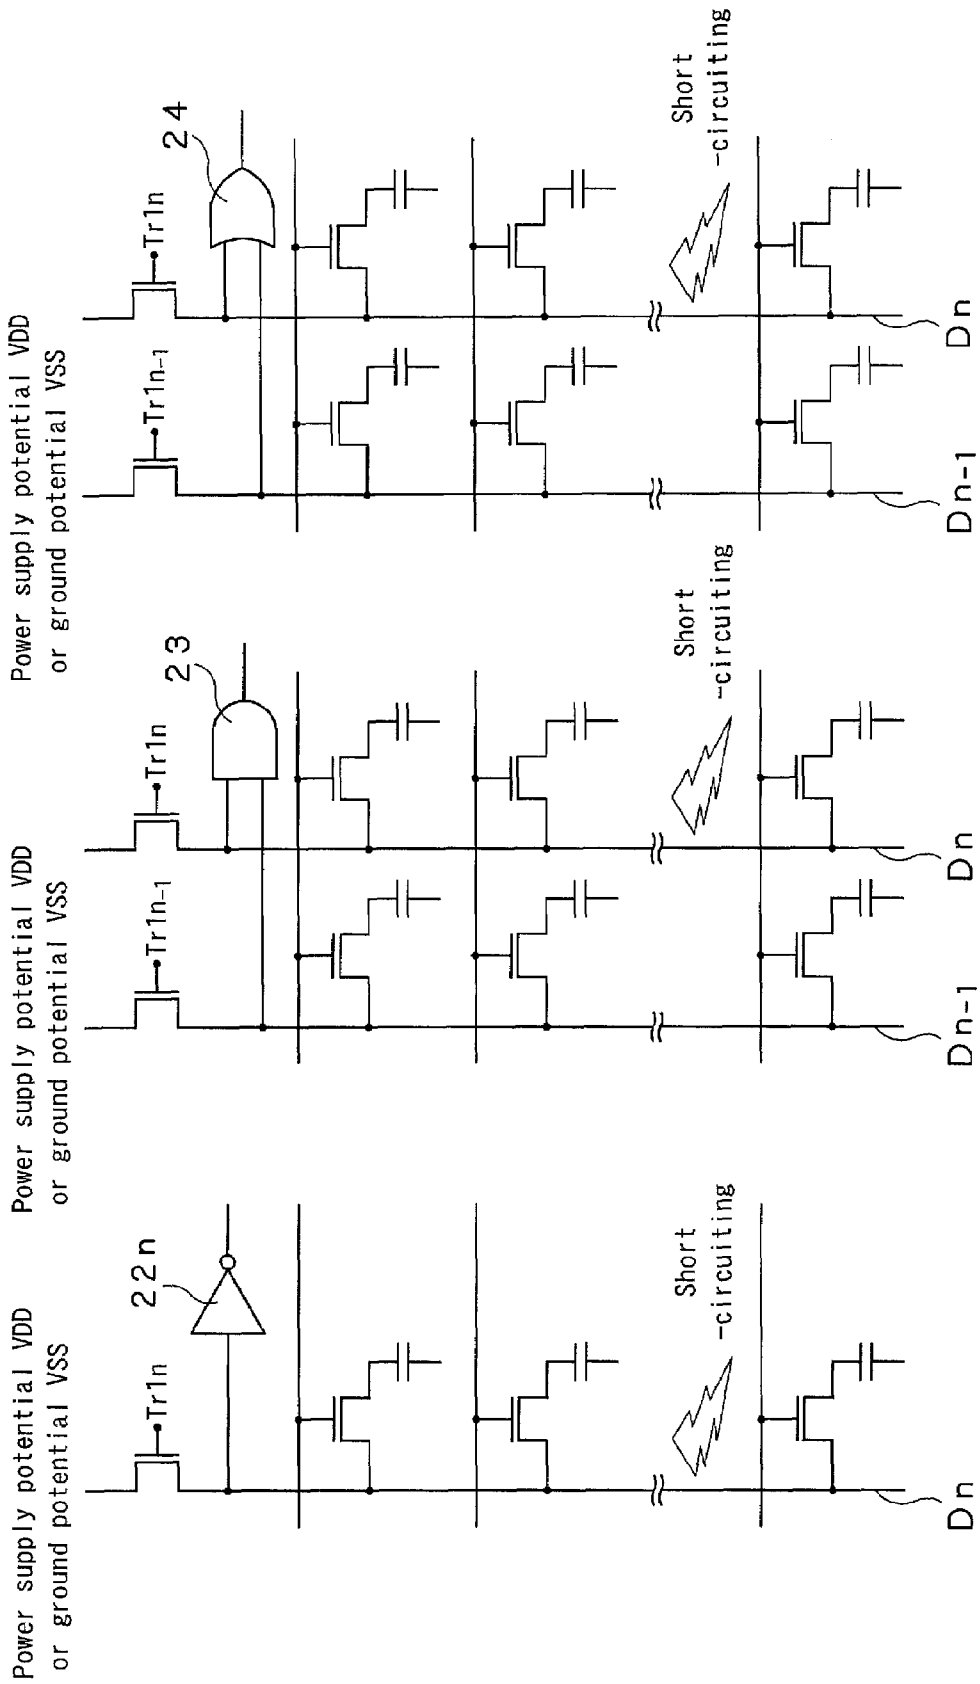 Power supply potential VDD
or ground potential VSS
Tr1n
22n
Short
-circuiting
Dn
Power supply potential VDD
or ground potential VSS
Tr1n-1
Tr1n
23
Short
-circuiting
Dn-1
Dn
Power supply potential VDD
or ground potential VSS
Tr1n-1
Tr1n
24
Short
-circuiting
Dn-1
Dn